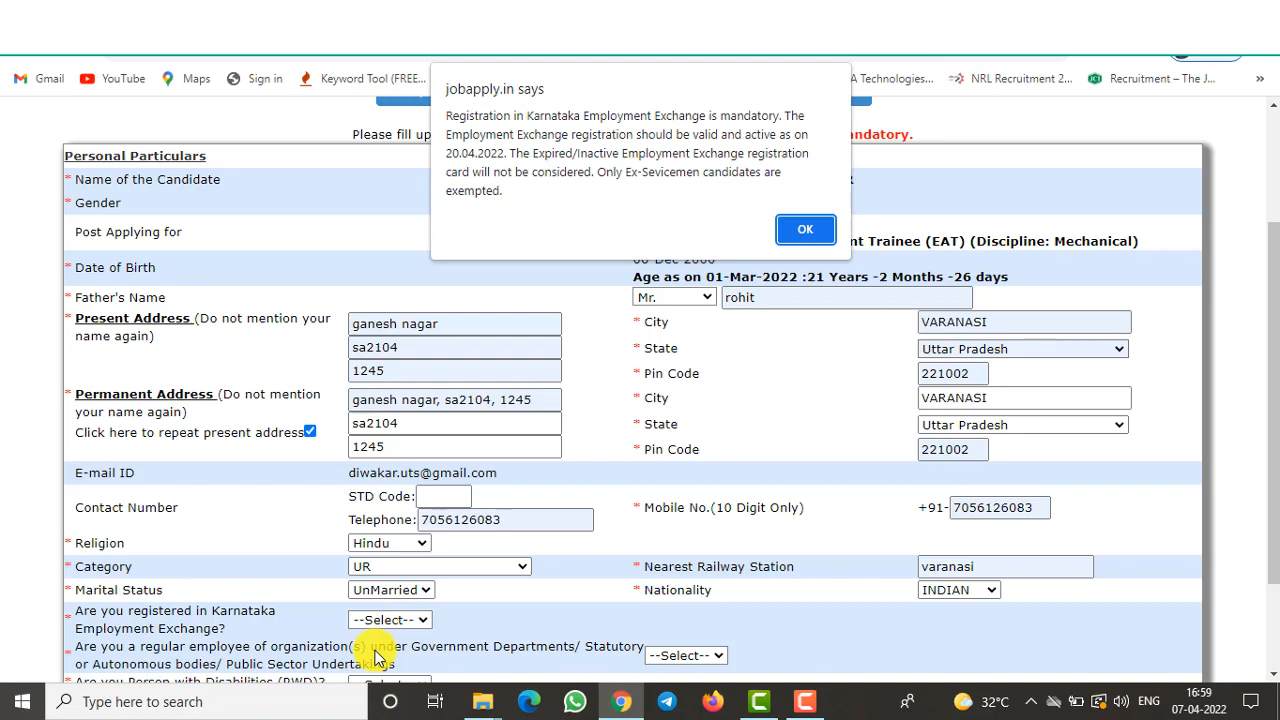 Gmail YouTube Maps Sign in Keyword Tool (FREE... A Technologies... NRL Recruitment 2... Recruitment – The J... »
jobapply.in says
Registration in Karnataka Employment Exchange is mandatory. The
Employment Exchange registration should be valid and active as on
20.04.2022. The Expired/Inactive Employment Exchange registration
card will not be considered. Only Ex-Sevicemen candidates are
exempted.
OK
Please fill up mandatory.
Personal Particulars
* Name of the Candidate
* Gender
Post Applying for nt Trainee (EAT) (Discipline: Mechanical)
* Date of Birth
Age as on 01-Mar-2022 :21 Years -2 Months -26 days
* Father's Name Mr. rohit
* Present Address (Do not mention your
name again)
ganesh nagar * City VARANASI
sa2104 * State Uttar Pradesh
1245 * Pin Code 221002
* Permanent Address (Do not mention
your name again)
Click here to repeat present address
ganesh nagar, sa2104, 1245 * City VARANASI
sa2104 * State Uttar Pradesh
1245 * Pin Code 221002
E-mail ID diwakar.uts@gmail.com
Contact Number STD Code:
Telephone: 7056126083 * Mobile No.(10 Digit Only) +91- 7056126083
* Religion Hindu
* Category UR * Nearest Railway Station varanasi
* Marital Status UnMarried * Nationality INDIAN
* Are you registered in Karnataka
Employment Exchange? --Select--
* Are you a regular employee of organization(s) under Government Departments/ Statutory
or Autonomous bodies/ Public Sector Undertakings --Select--
* Are you Person with Disabilities (PWD)? --Select--
Type here to search 32°C ENG 16:59
07-04-2022